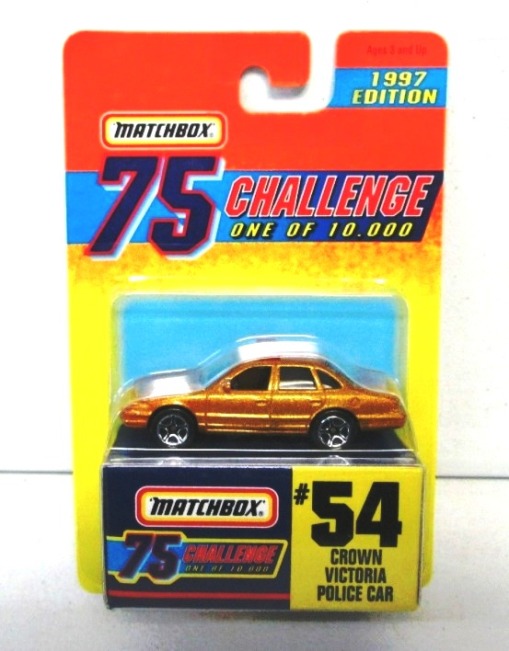 Ages 3 and Up
1997
EDITION
MATCHBOX®
75 CHALLENGE
ONE OF 10.000
MATCHBOX®
75 CHALLENGE
ONE OF 10.000
#54
CROWN
VICTORIA
POLICE CAR